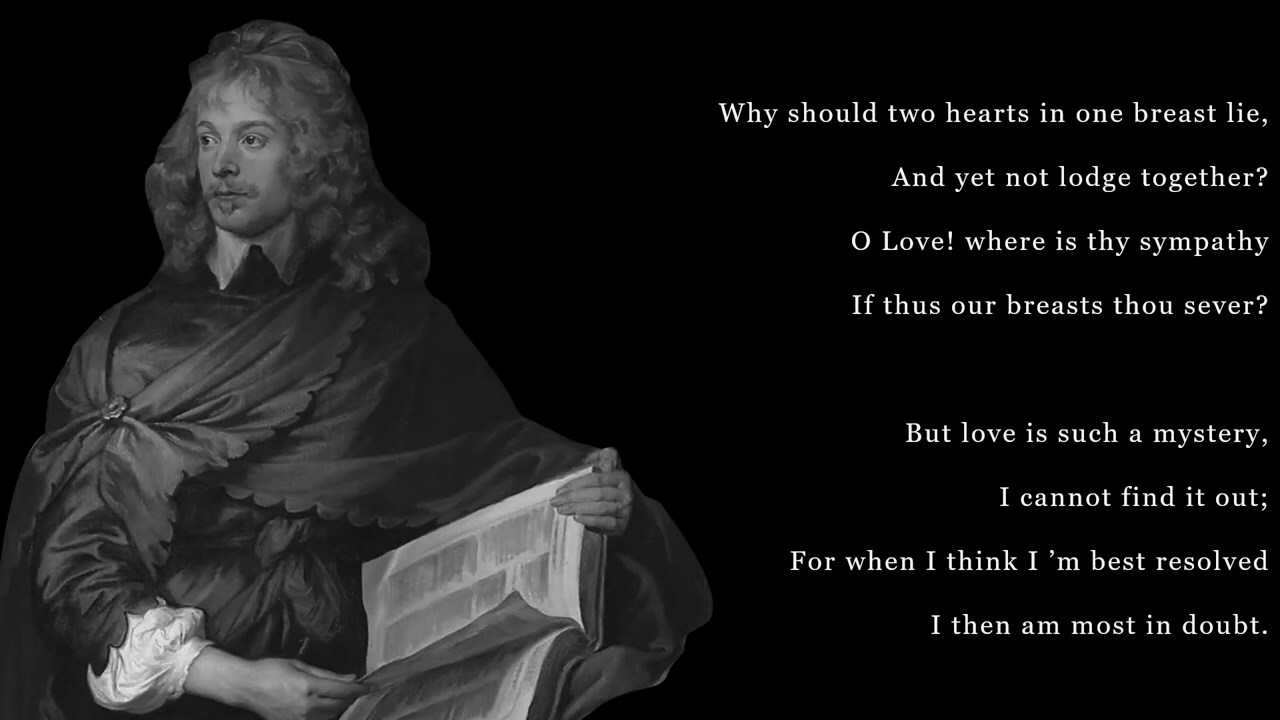 Why should two hearts in one breast lie,
And yet not lodge together?
O Love! where is thy sympathy
If thus our breasts thou sever?
But love is such a mystery,
I cannot find it out;
For when I think I ’m best resolved
I then am most in doubt.